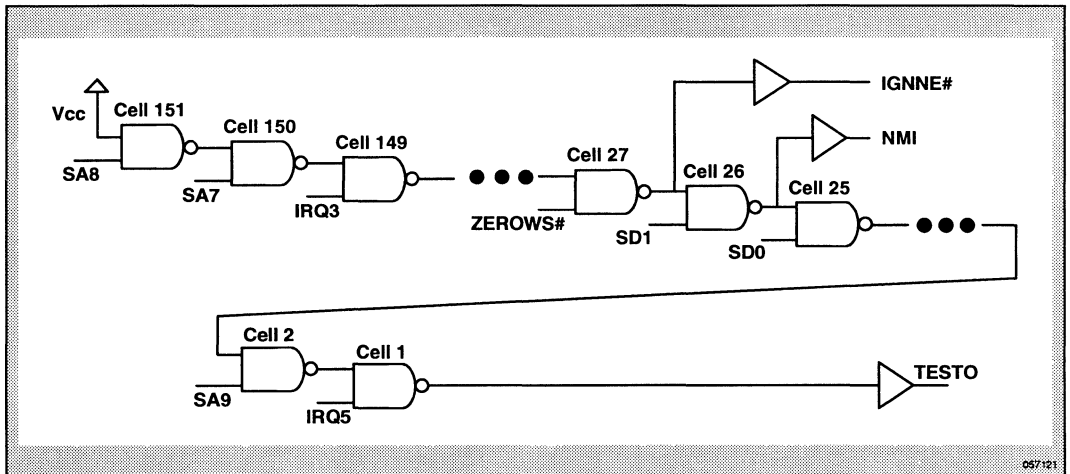 IGNNE#
Vcc
Cell 151
Cell 150
NMI
Cell 149
Cell 27
SA8
Cell 26
SA7
Cell 25
IRQ3
ZEROWS#
SD1
SD0
Cell 2
Cell 1
TESTO
SA9
IRQ5
057121